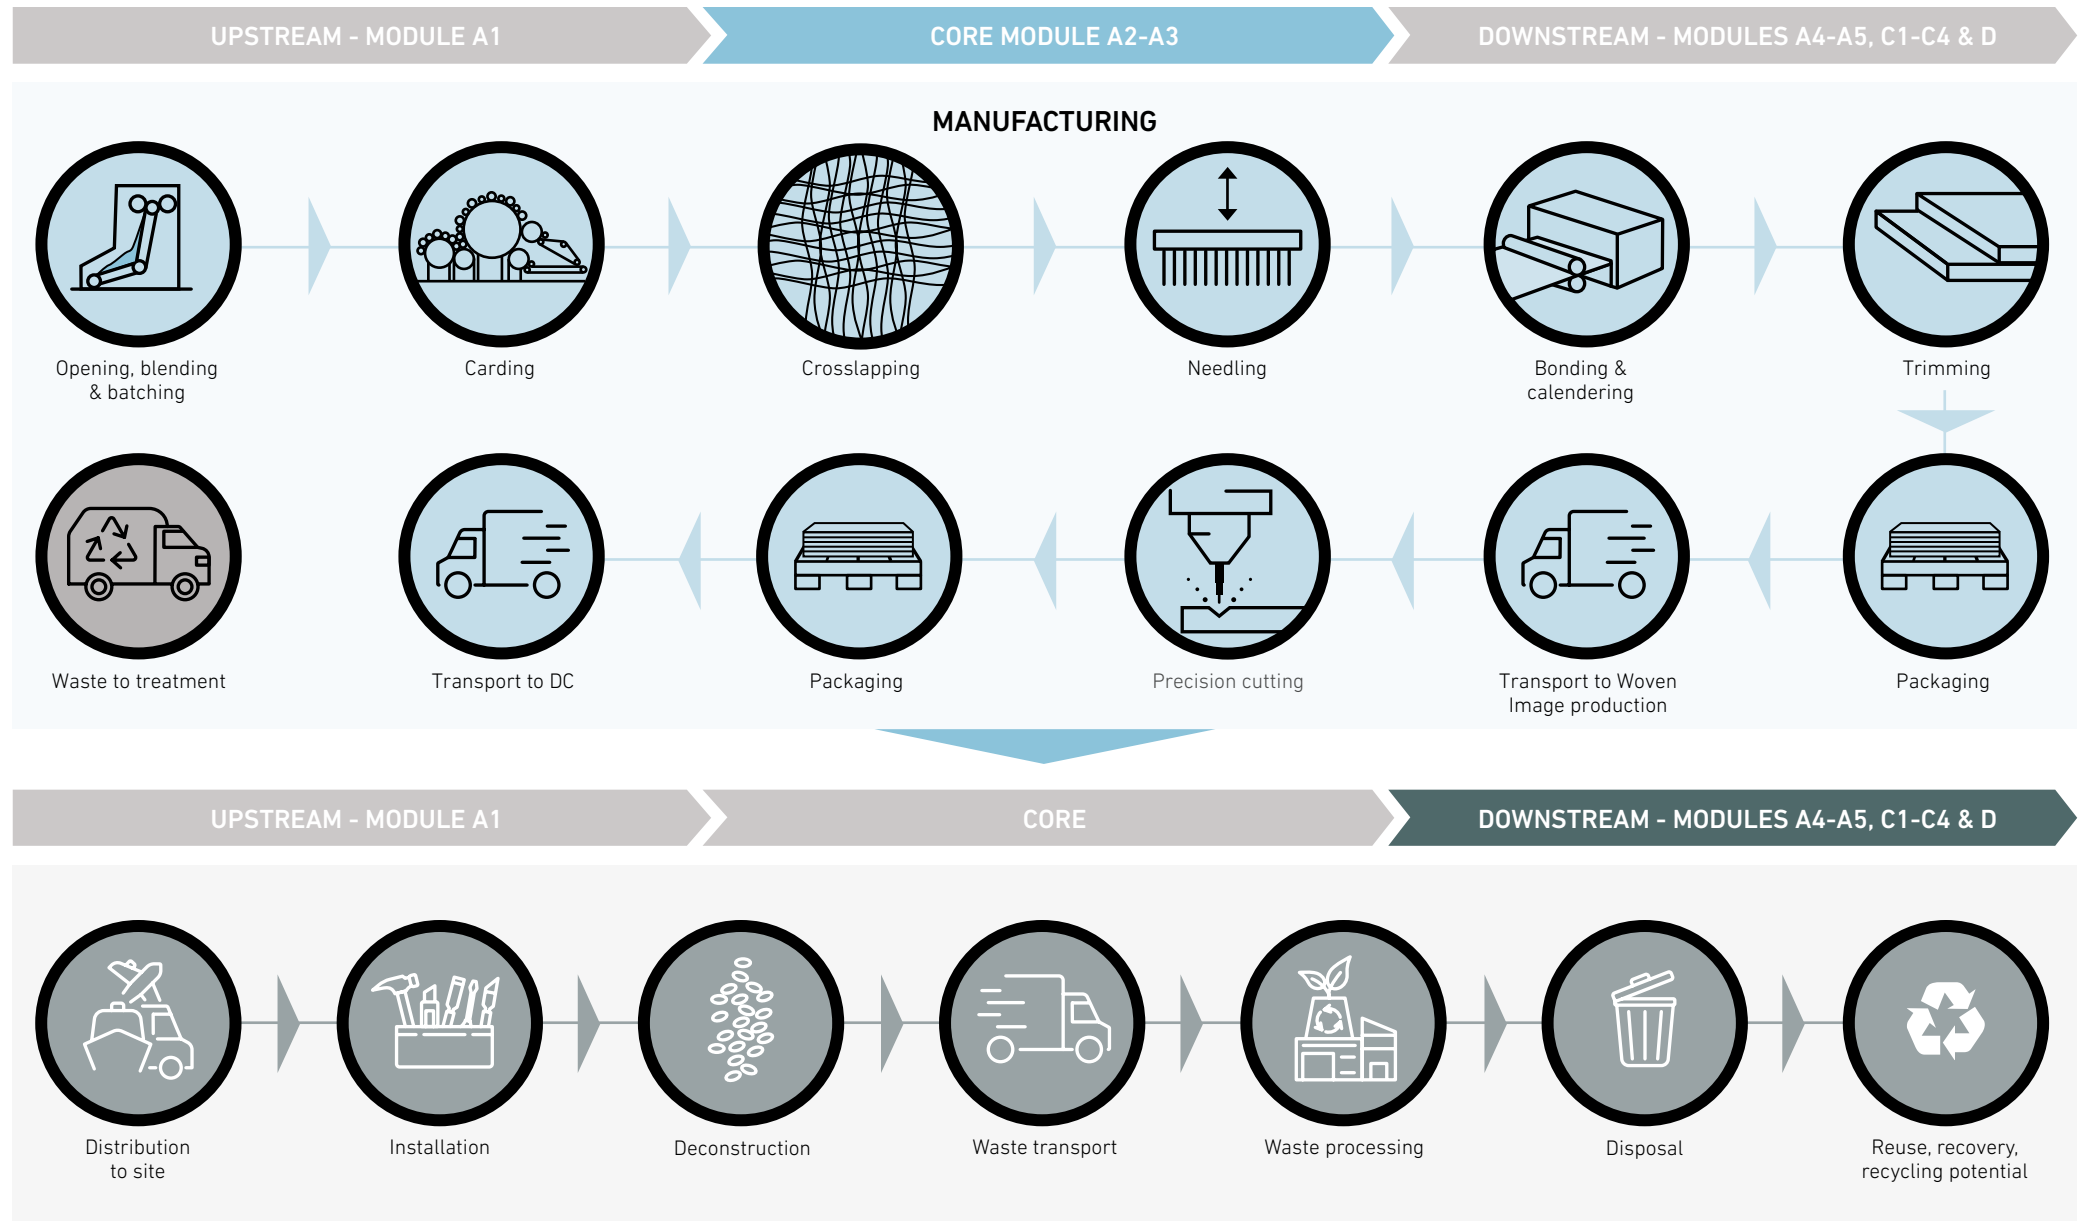 UPSTREAM - MODULE A1
CORE MODULE A2-A3
DOWNSTREAM - MODULES A4-A5, C1-C4 & D
MANUFACTURING
Opening, blending
& batching
Carding
Crosslapping
Needling
Bonding &
calendering
Trimming
Waste to treatment
Transport to DC
Packaging
Precision cutting
Transport to Woven
Image production
Packaging
UPSTREAM - MODULE A1
CORE
DOWNSTREAM - MODULES A4-A5, C1-C4 & D
Distribution
to site
Installation
Deconstruction
Waste transport
Waste processing
Disposal
Reuse, recovery,
recycling potential